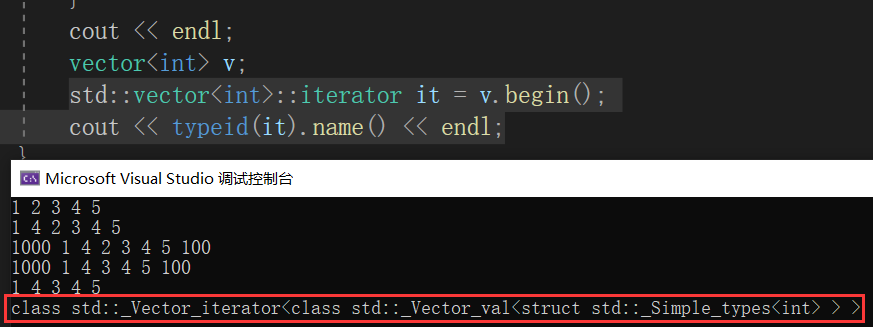 }
cout << endl;
vector<int> v;
std::vector<int>::iterator it = v.begin();
cout << typeid(it).name() << endl;
}
Microsoft Visual Studio 调试控制台
1 2 3 4 5
1 4 2 3 4 5
1000 1 4 2 3 4 5 100
1000 1 4 3 4 5 100
1 4 3 4 5
class std::_Vector_iterator<class std::_Vector_val<struct std::_Simple_types<int> > >